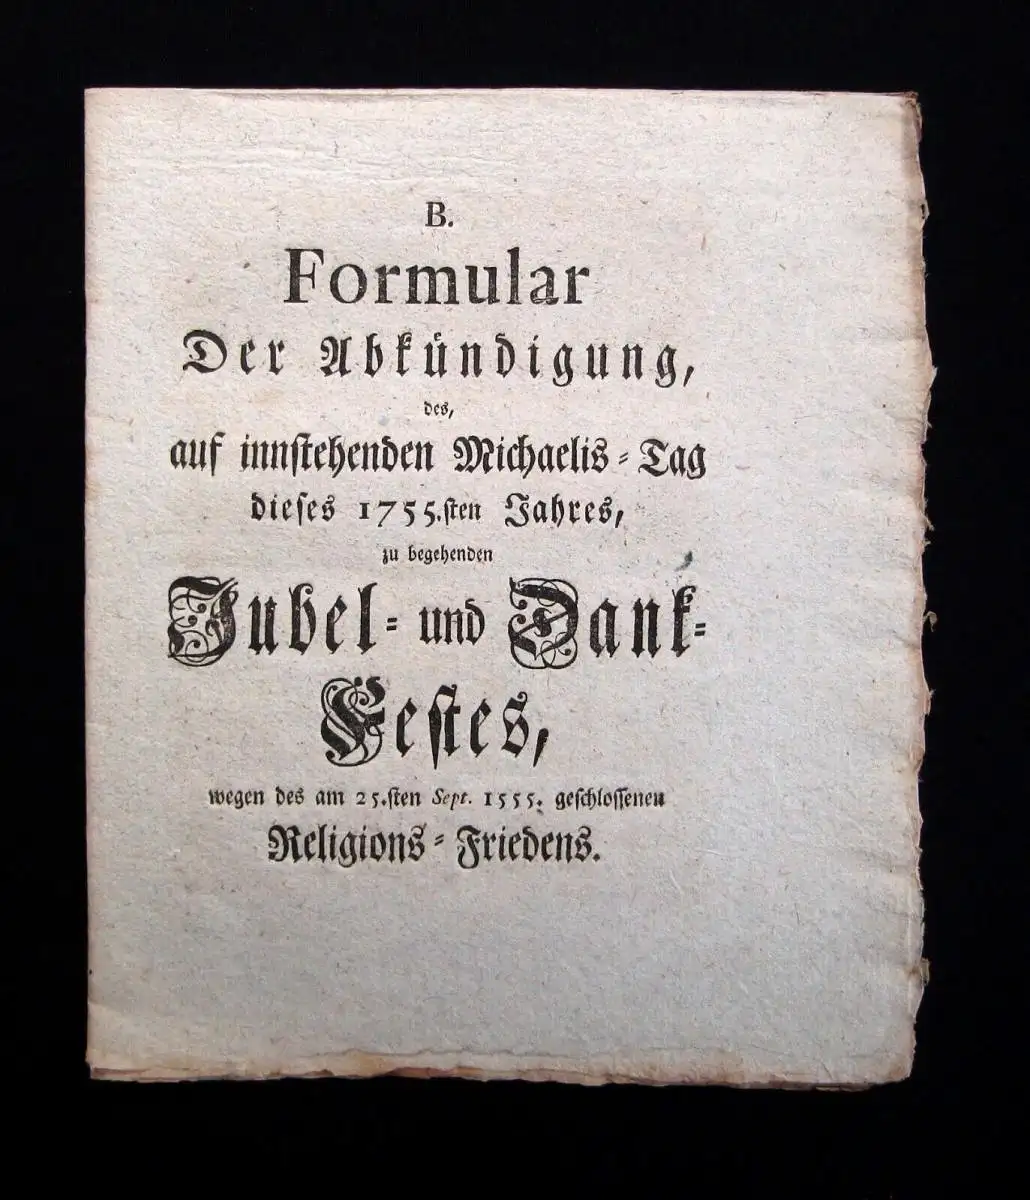 B.
Formular
Der Abkündigung,
des,
auf innstehenden Michaelis-Tag
dieses 1755.sten Jahres,
zu begehenden
Jubel- und Dank-
Festes,
wegen des am 25.sten Sept. 1555. geschlossenen
Religions-Friedens.